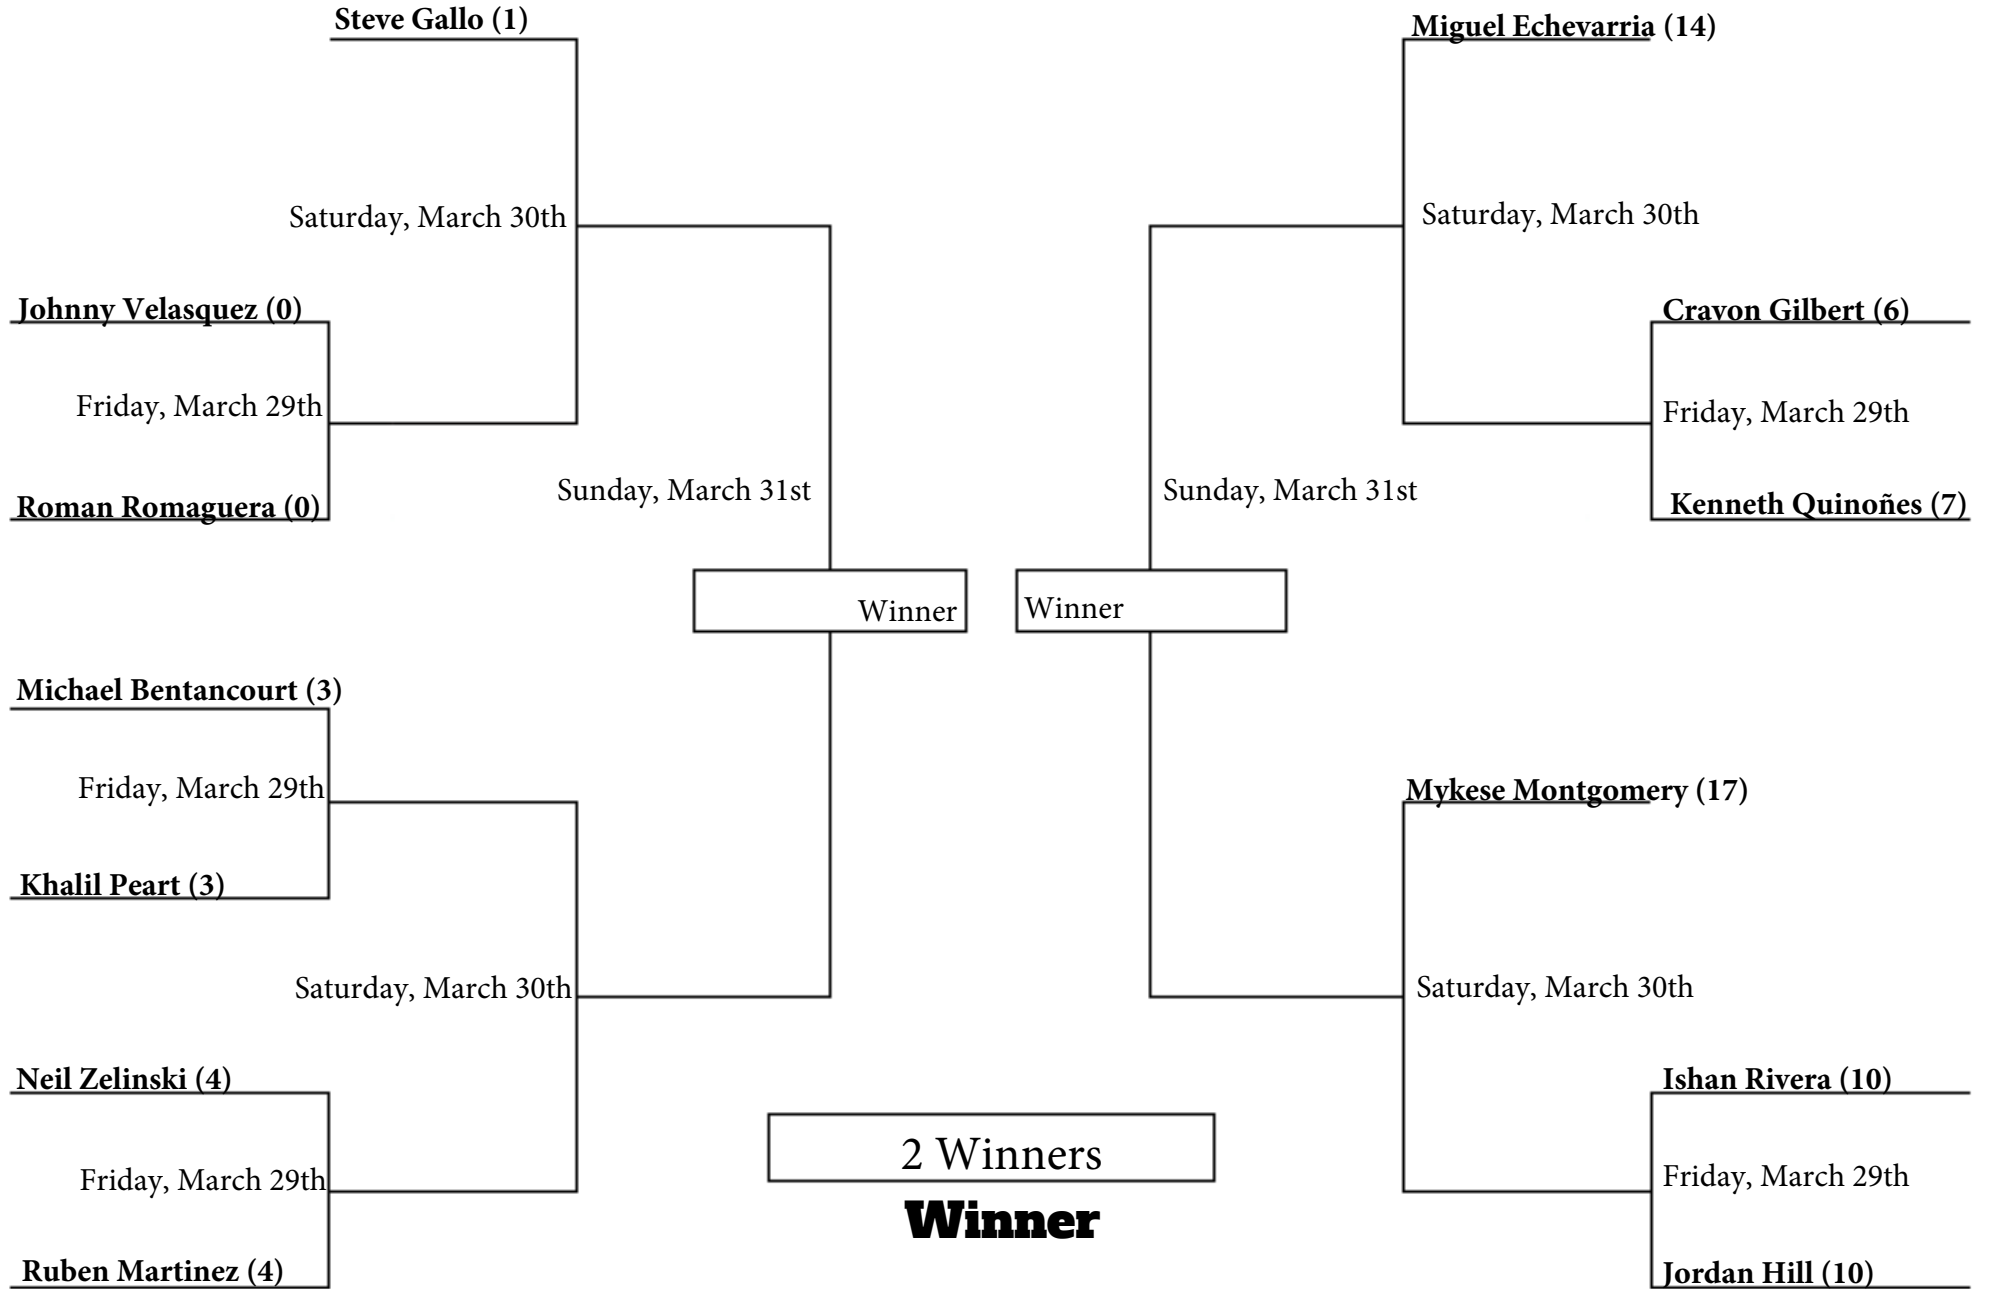 Steve Gallo (1)
Miguel Echevarria (14)
Saturday, March 30th
Saturday, March 30th
Johnny Velasquez (0)
Cravon Gilbert (6)
Friday, March 29th
Friday, March 29th
Roman Romaguera (0)
Kenneth Quinoñes (7)
Sunday, March 31st
Sunday, March 31st
Winner
Winner
Michael Bentancourt (3)
Friday, March 29th
Mykese Montgomery (17)
Khalil Peart (3)
Saturday, March 30th
Saturday, March 30th
Neil Zelinski (4)
Ishan Rivera (10)
2 Winners
Friday, March 29th
Friday, March 29th
Winner
Ruben Martinez (4)
Jordan Hill (10)